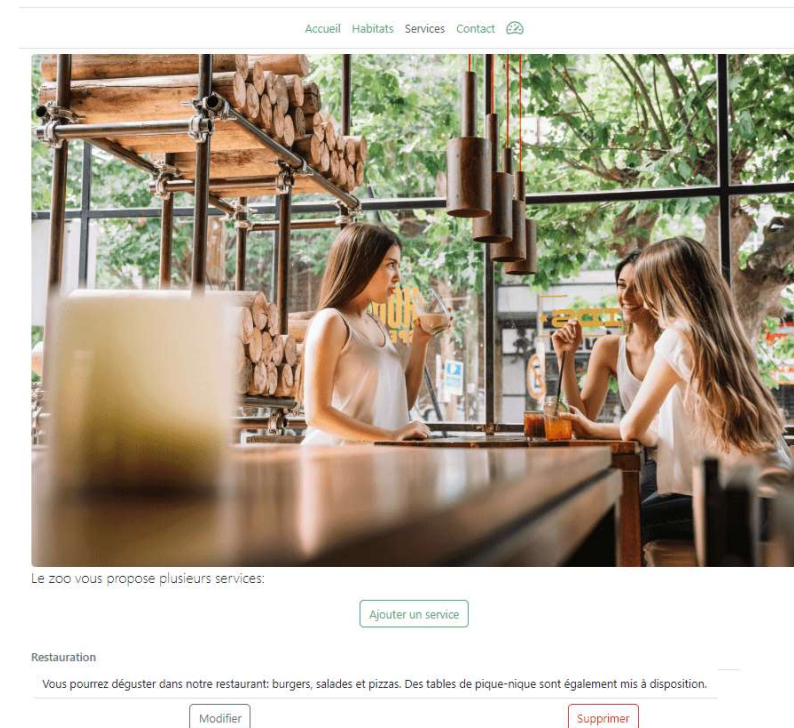 Accueil Habitats Services Contact
Le zoo vous propose plusieurs services:
Ajouter un service
Restauration
Vous pourrez déguster dans notre restaurant: burgers, salades et pizzas. Des tables de pique-nique sont également mis à disposition.
Modifier Supprimer